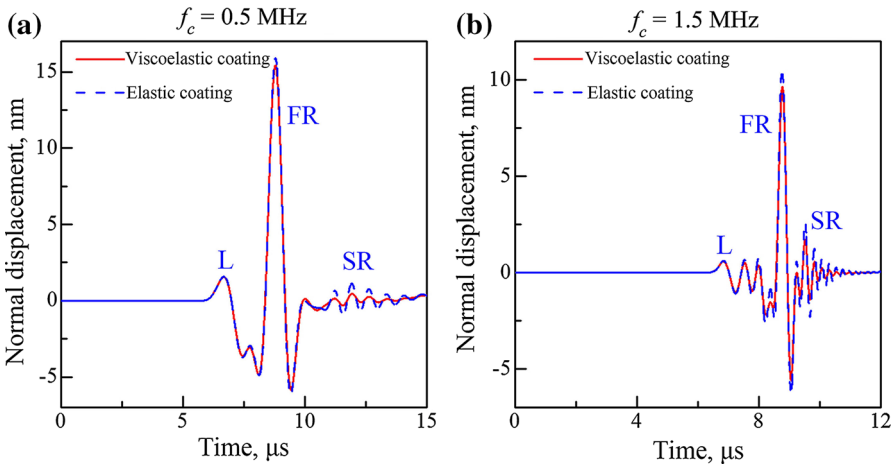 (a)
f_c = 0.5 MHz
Viscoelastic coating
Elastic coating
FR
L
SR
15
10
5
0
-5
Normal displacement, nm
0
5
10
15
Time, μs
(b)
f_c = 1.5 MHz
Viscoelastic coating
Elastic coating
FR
L
SR
10
5
0
-5
Normal displacement, nm
0
4
8
12
Time, μs